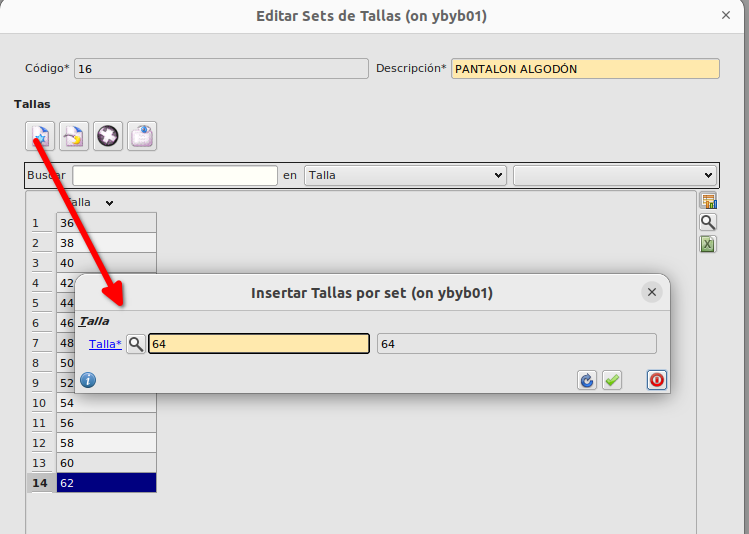 Editar Sets de Tallas (on ybyb01)
Código* 16 Descripción* PANTALON ALGODÓN
Tallas
Buscar en Talla
alla
1 36
2 38
3 40
4 42
5 44
6 46
7 48
8 50
9 52
10 54
11 56
12 58
13 60
14 62
Insertar Tallas por set (on ybyb01)
Talla
Talla* 64 64